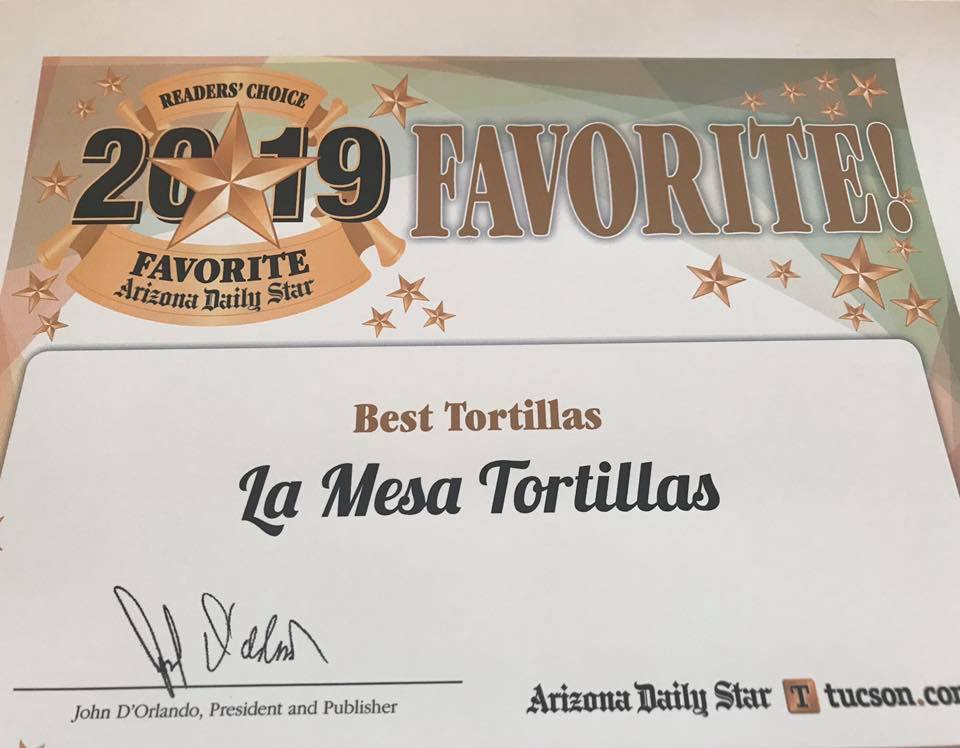 READERS' CHOICE
2019
FAVORITE!
FAVORITE
Arizona Daily Star
Best Tortillas
La Mesa Tortillas
John D'Orlando, President and Publisher
Arizona Daily Star T tucson.com